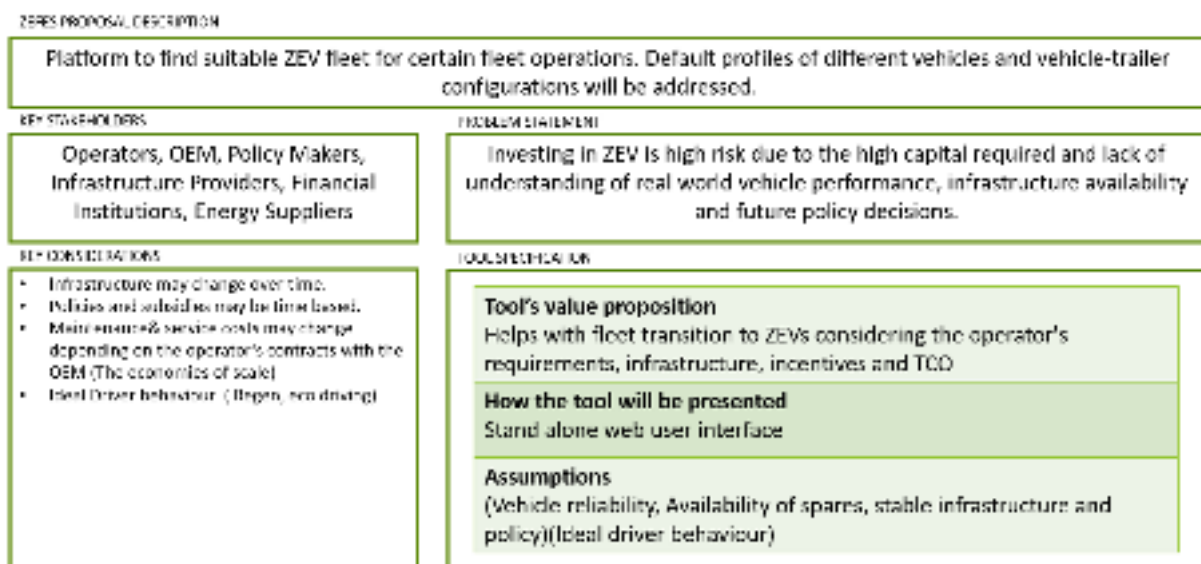 ZEFES PROPOSAL DESCRIPTION
Platform to find suitable ZEV fleet for certain fleet operations. Default profiles of different vehicles and vehicle-trailer
configurations will be addressed.
KEY STAKEHOLDERS
Operators, OEM, Policy Makers,
Infrastructure Providers, Financial
Institutions, Energy Suppliers
PROBLEM STATEMENT
Investing in ZEV is high risk due to the high capital required and lack of
understanding of real world vehicle performance, infrastructure availability
and future policy decisions.
KEY CONSIDERATIONS
• Infrastructure may change over time.
• Policies and subsidies may be time based.
• Maintenance& service costs may change
depending on the operator's contracts with the
OEM (The economies of scale)
• Ideal Driver behaviour ( Regen, eco driving)
TOOL SPECIFICATION
Tool's value proposition
Helps with fleet transition to ZEVs considering the operator's
requirements, infrastructure, incentives and TCO
How the tool will be presented
Stand alone web user interface
Assumptions
(Vehicle reliability, Availability of spares, stable infrastructure and
policy)(Ideal driver behaviour)